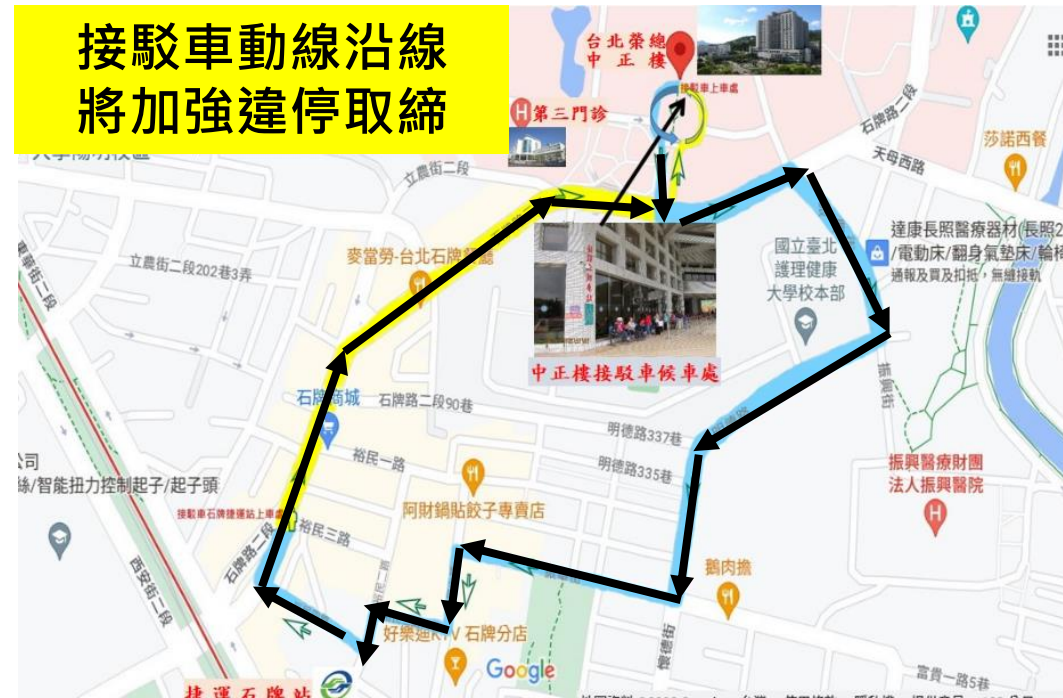 接駁車動線沿線
將加強違停取締
台北榮總
中正樓
接駁車上車處
第三門診
石牌路二段
莎諾西餐
天母西路
立農街二段
麥當勞-台北石牌餐廳
國立臺北
護理健康
大學校本部
達康長照醫療器材(長照2
/電動床/翻身氣墊床/輪椅
通報及買及扣抵，無縫接軌
立農街二段202巷3弄
中正樓接駁車候車處
振興街
石牌商城
石牌路二段90巷
明德路337巷
裕民一路
明德路335巷
公司
絲/智能扭力控制起子/起子頭
振興醫療財團
法人振興醫院
阿財鍋貼餃子專賣店
接駁車石牌捷運站上車處
裕民三路
石牌路二段
鵝肉擔
西安街二段
好樂迪KTV 石牌分店
懷德街
Google
富貴一路5巷
捷運石牌站